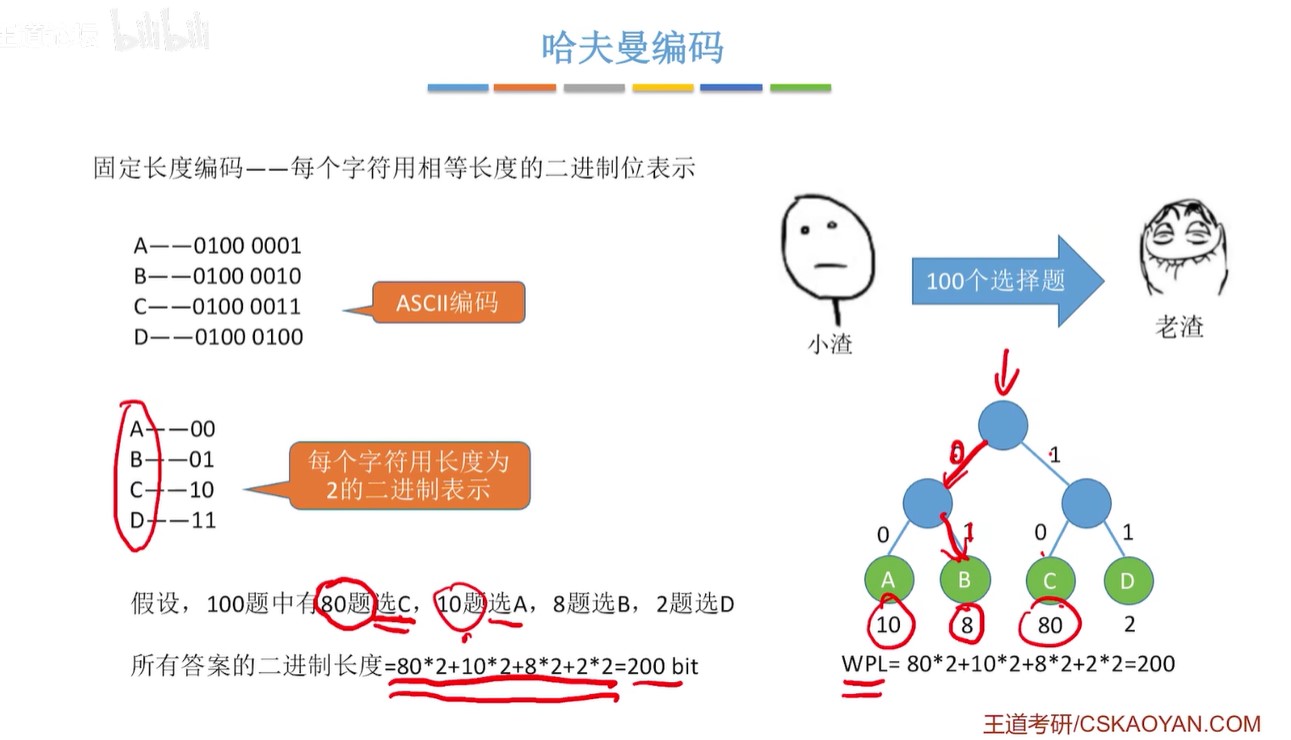 哈夫曼编码
固定长度编码——每个字符用相等长度的二进制位表示
A——0100 0001
B——0100 0010
C——0100 0011
D——0100 0100
ASCII编码
100个选择题
小渣
老渣
A——00
B——01
C——10
D——11
每个字符用长度为
2的二进制表示
0 1
0 1 0 1
A B C D
10 8 80 2
假设，100题中有80题选C，10题选A，8题选B，2题选D
所有答案的二进制长度=80*2+10*2+8*2+2*2=200 bit
WPL= 80*2+10*2+8*2+2*2=200
王道考研/CSKAOYAN.COM
bilibili